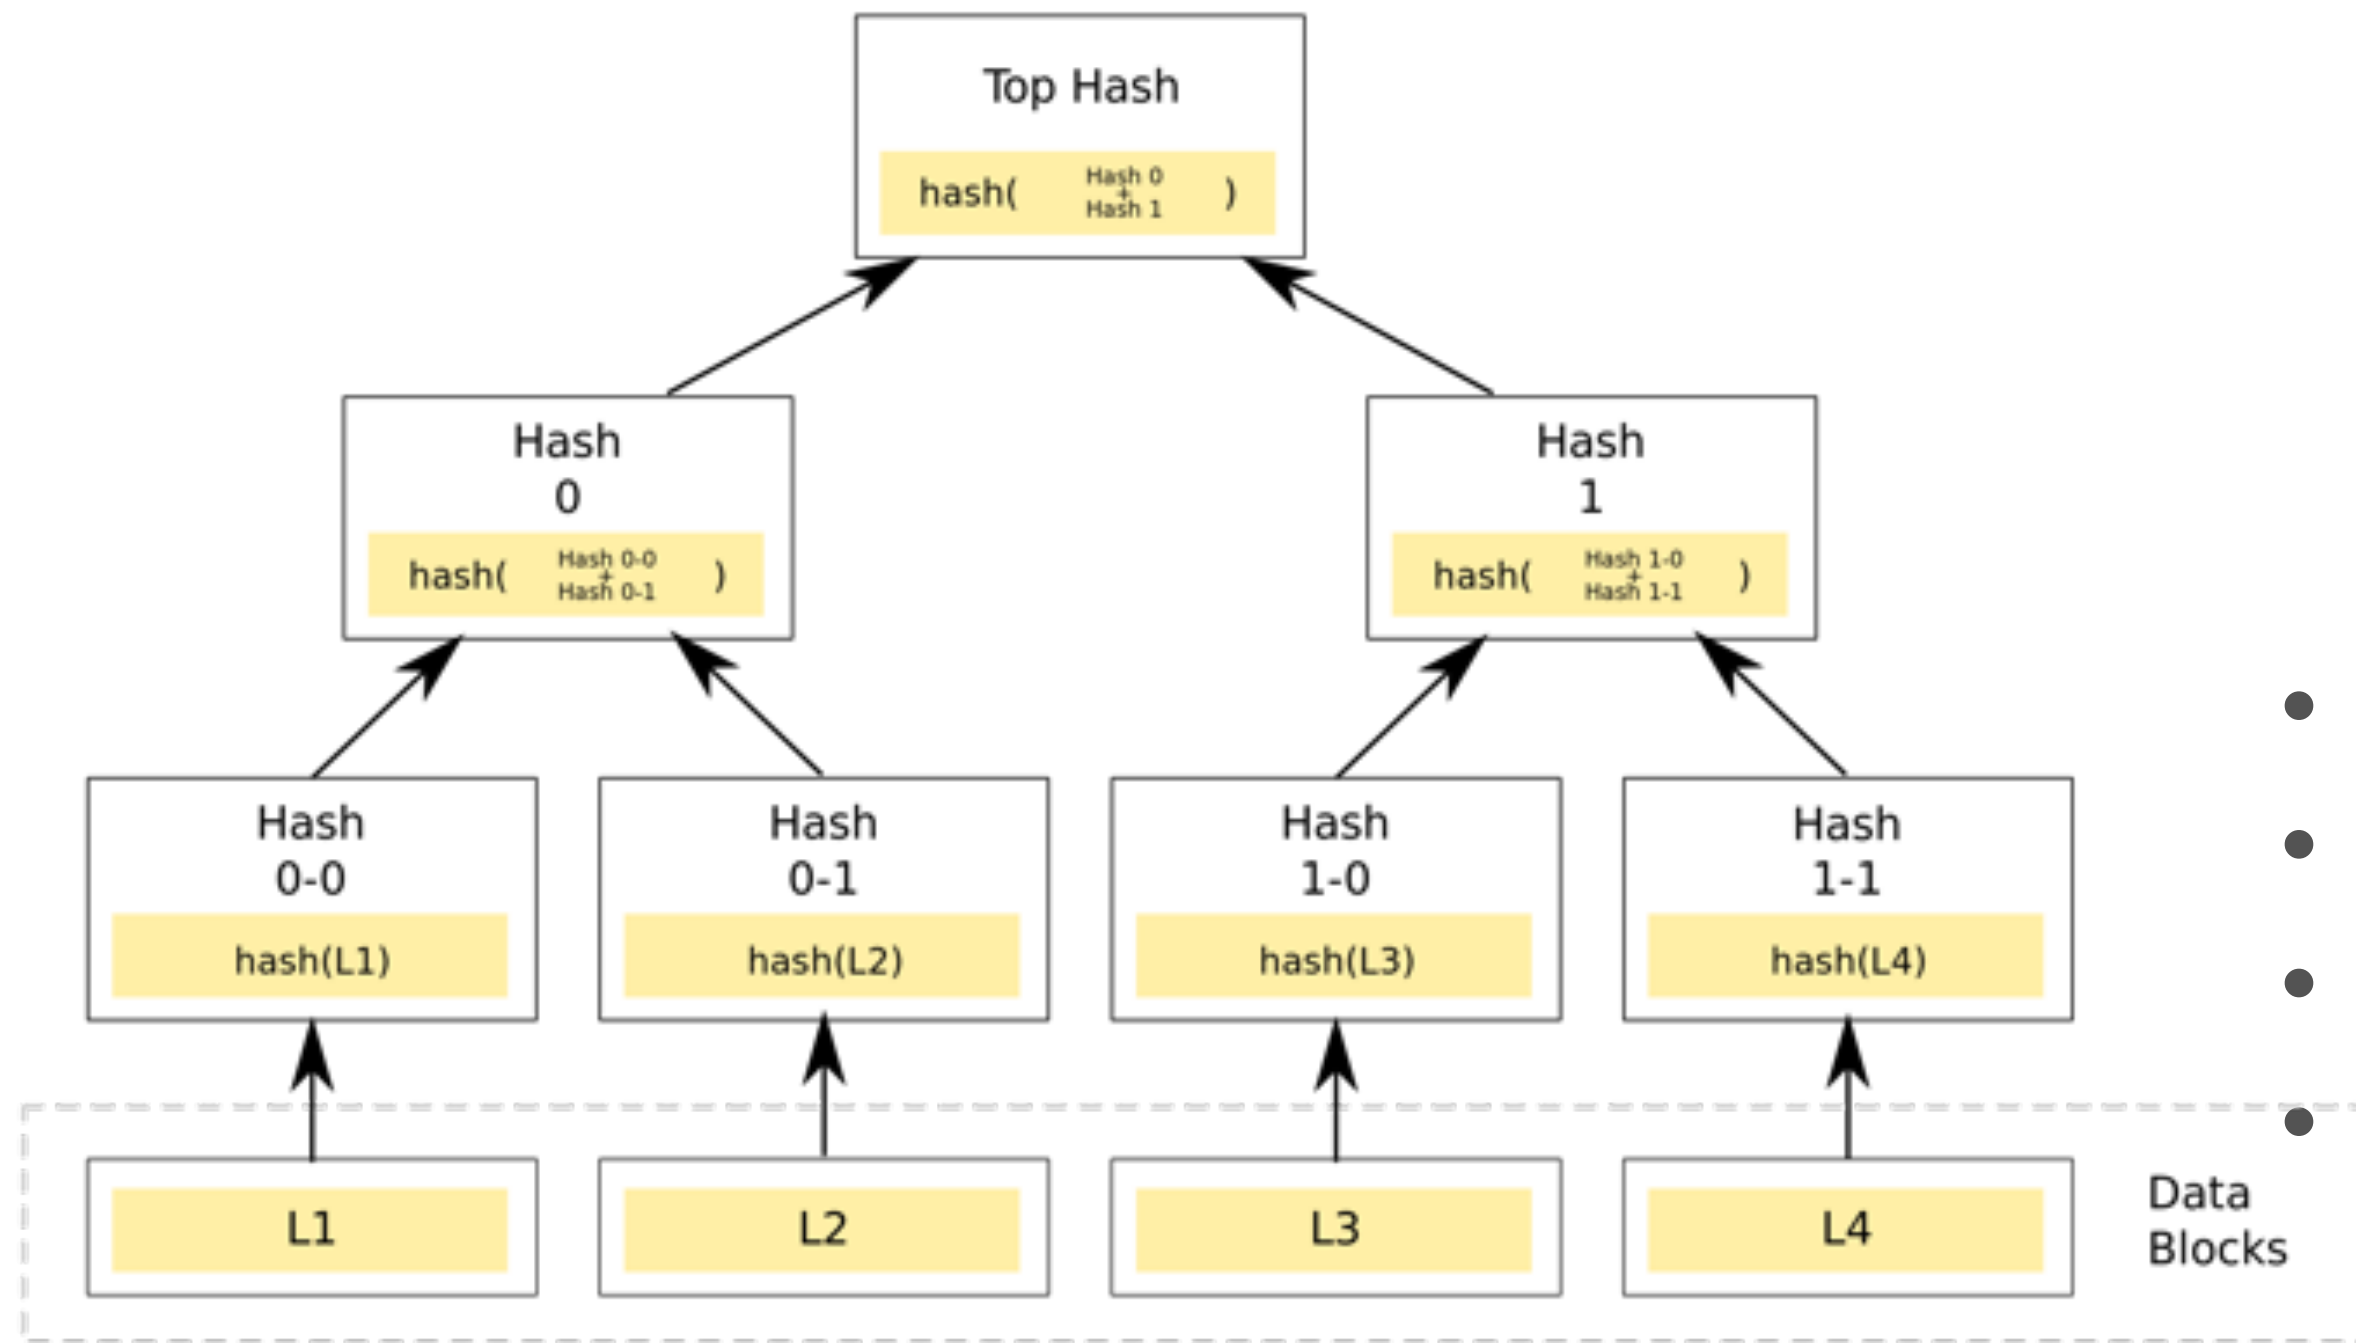 Top Hash
Hash 0
hash( + )
Hash 1
Hash
0
Hash 0-0
hash( + )
Hash 0-1
Hash
1
Hash 1-0
hash( + )
Hash 1-1
Hash
0-0
hash(L1)
Hash
0-1
hash(L2)
Hash
1-0
hash(L3)
Hash
1-1
hash(L4)
L1
L2
L3
L4
Data
Blocks